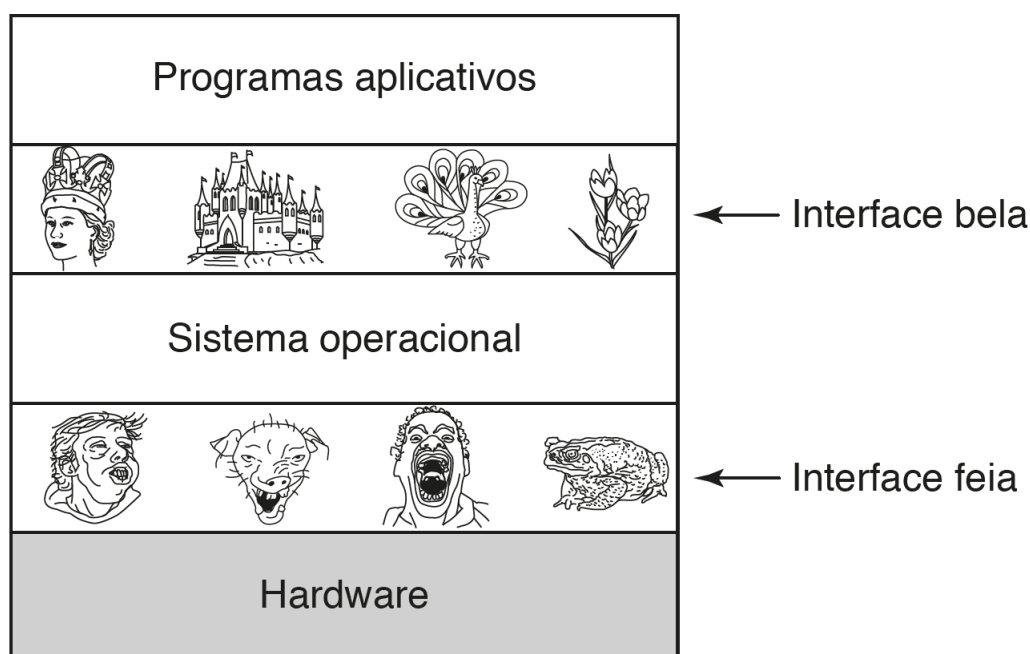 Programas aplicativos
Interface bela
Sistema operacional
Interface feia
Hardware